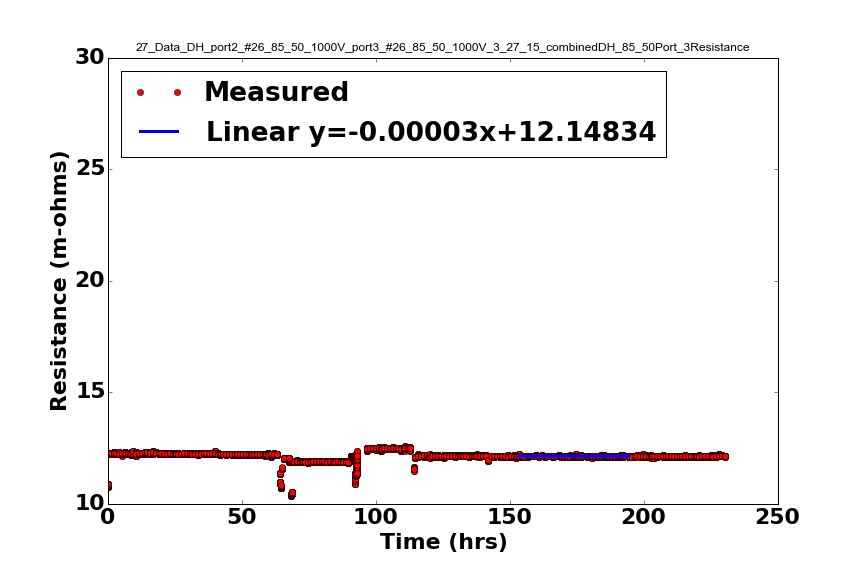 27_Data_DH_port2_#26_85_50_1000V_port3_#26_85_50_1000V_3_27_15_combinedDH_85_50Port_3Resistance
30
Measured
Linear y=-0.00003x+12.14834
25
20
15
10
Resistance (m-ohms)
0 50 100 150 200 250
Time (hrs)